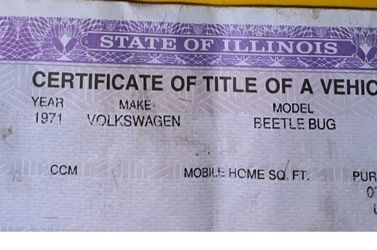 STATE OF ILLINOIS
CERTIFICATE OF TITLE OF A VEHIC
YEAR MAKE MODEL
1971 VOLKSWAGEN BEETLE BUG
CCM MOBILE HOME SQ. FT. PUR